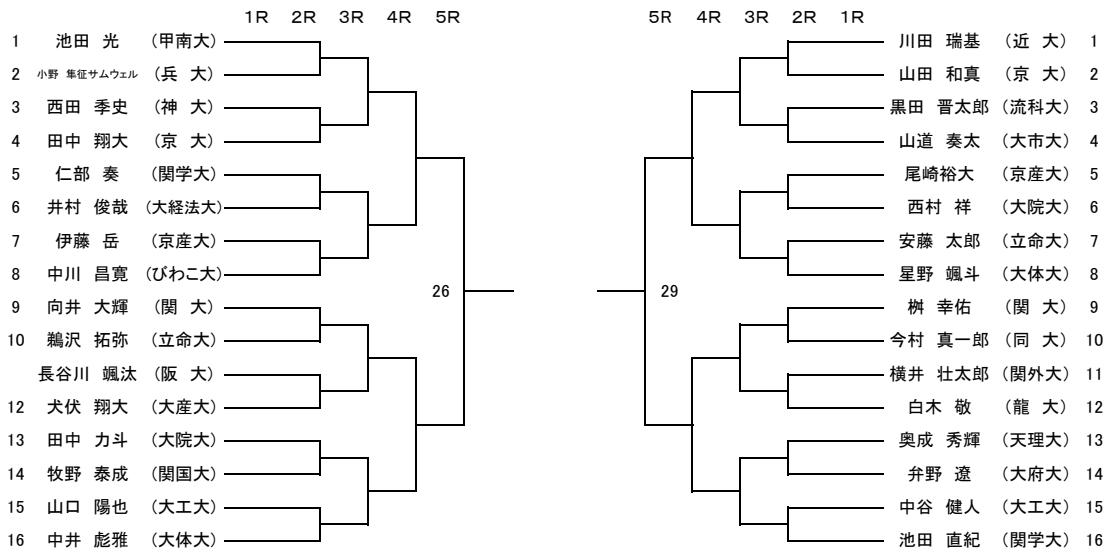 1R 2R 3R 4R 5R
5R 4R 3R 2R 1R
1 池田 光 (甲南大)
2 小野 隼征サムウェル (兵 大)
3 西田 季史 (神 大)
4 田中 翔大 (京 大)
5 仁部 奏 (関学大)
6 井村 俊哉 (大経法大)
7 伊藤 岳 (京産大)
8 中川 昌寛 (びわこ大)
9 向井 大輝 (関 大)
10 鵜沢 拓弥 (立命大)
長谷川 颯汰 (阪 大)
12 犬伏 翔大 (大産大)
13 田中 力斗 (大院大)
14 牧野 泰成 (関国大)
15 山口 陽也 (大工大)
16 中井 彪雅 (大体大)
26
29
川田 瑞基 (近 大) 1
山田 和真 (京 大) 2
黒田 晋太郎 (流科大) 3
山道 奏太 (大市大) 4
尾崎裕大 (京産大) 5
西村 祥 (大院大) 6
安藤 太郎 (立命大) 7
星野 颯斗 (大体大) 8
桝 幸佑 (関 大) 9
今村 真一郎 (同 大) 10
横井 壮太郎 (関外大) 11
白木 敬 (龍 大) 12
奥成 秀輝 (天理大) 13
弁野 遼 (大府大) 14
中谷 健人 (大工大) 15
池田 直紀 (関学大) 16